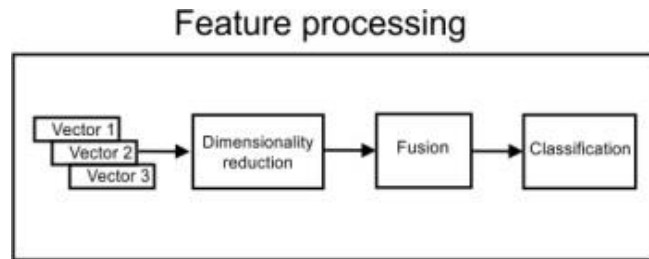 Feature processing
Vector 1
Vector 2
Vector 3
Dimensionality
reduction
Fusion
Classification